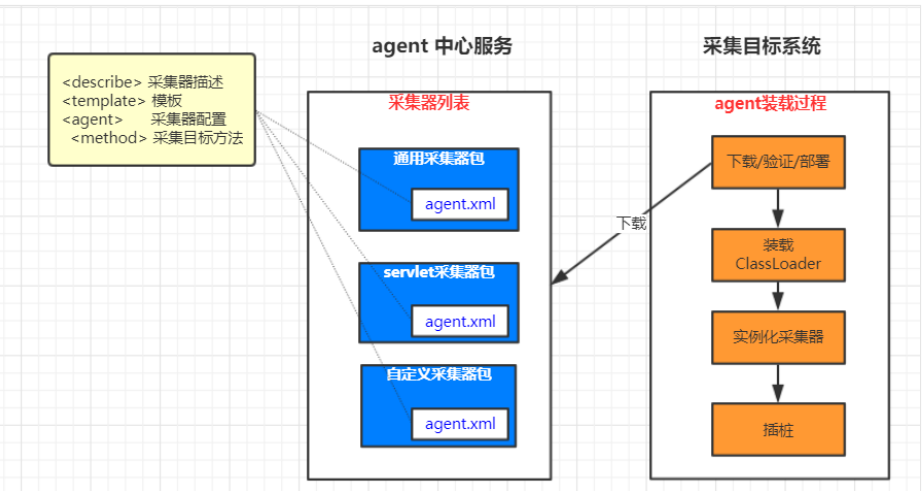 agent 中心服务
采集目标系统
<describe> 采集器描述
<template> 模板
<agent> 采集器配置
<method> 采集目标方法
采集器列表
通用采集器包
agent.xml
servlet采集器包
agent.xml
自定义采集器包
agent.xml
下载
agent装载过程
下载/验证/部署
装载
ClassLoader
实例化采集器
插桩